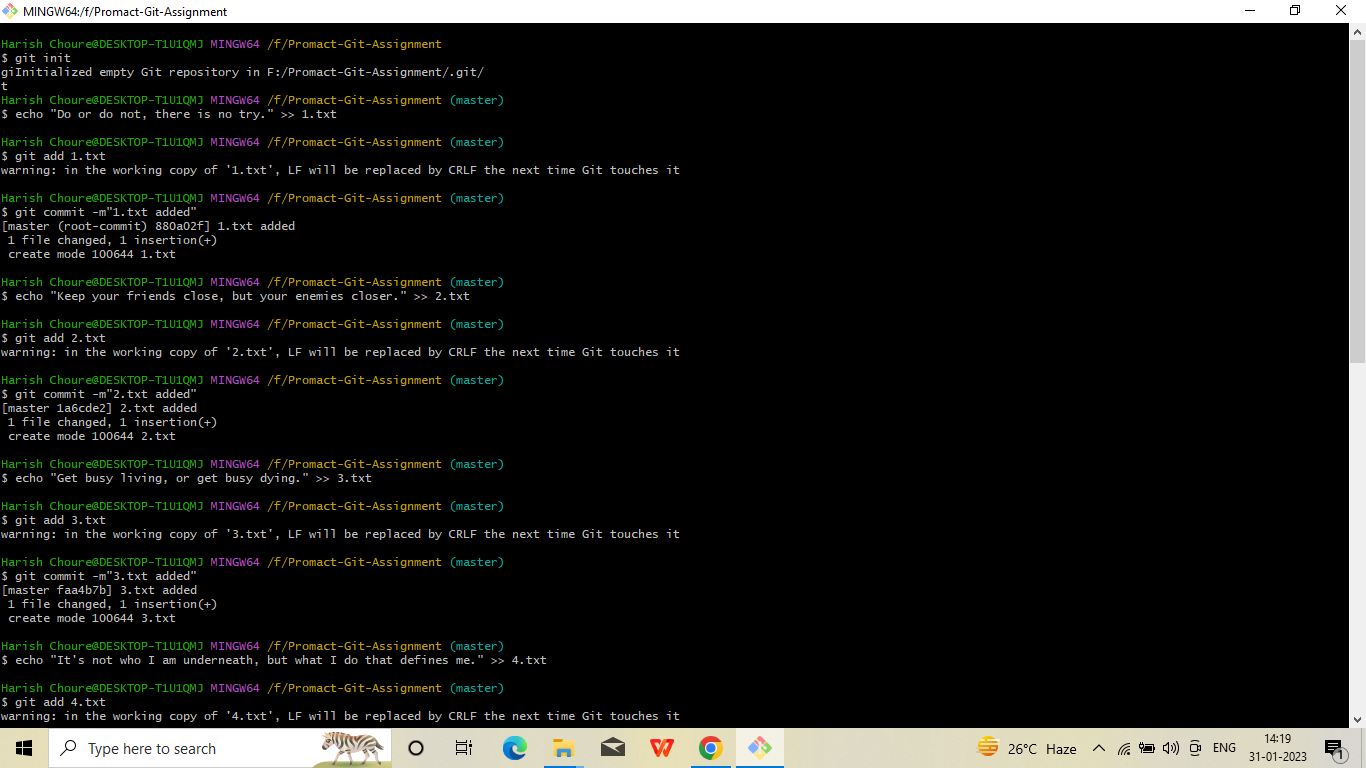 MINGW64:/f/Promact-Git-Assignment
Harish Choure@DESKTOP-T1U1QMJ MINGW64 /f/Promact-Git-Assignment
$ git init
giInitialized empty Git repository in F:/Promact-Git-Assignment/.git/
t
Harish Choure@DESKTOP-T1U1QMJ MINGW64 /f/Promact-Git-Assignment (master)
$ echo "Do or do not, there is no try." >> 1.txt
Harish Choure@DESKTOP-T1U1QMJ MINGW64 /f/Promact-Git-Assignment (master)
$ git add 1.txt
warning: in the working copy of '1.txt', LF will be replaced by CRLF the next time Git touches it
Harish Choure@DESKTOP-T1U1QMJ MINGW64 /f/Promact-Git-Assignment (master)
$ git commit -m"1.txt added"
[master (root-commit) 880a02f] 1.txt added
 1 file changed, 1 insertion(+)
 create mode 100644 1.txt
Harish Choure@DESKTOP-T1U1QMJ MINGW64 /f/Promact-Git-Assignment (master)
$ echo "Keep your friends close, but your enemies closer." >> 2.txt
Harish Choure@DESKTOP-T1U1QMJ MINGW64 /f/Promact-Git-Assignment (master)
$ git add 2.txt
warning: in the working copy of '2.txt', LF will be replaced by CRLF the next time Git touches it
Harish Choure@DESKTOP-T1U1QMJ MINGW64 /f/Promact-Git-Assignment (master)
$ git commit -m"2.txt added"
[master 1a6cde2] 2.txt added
 1 file changed, 1 insertion(+)
 create mode 100644 2.txt
Harish Choure@DESKTOP-T1U1QMJ MINGW64 /f/Promact-Git-Assignment (master)
$ echo "Get busy living, or get busy dying." >> 3.txt
Harish Choure@DESKTOP-T1U1QMJ MINGW64 /f/Promact-Git-Assignment (master)
$ git add 3.txt
warning: in the working copy of '3.txt', LF will be replaced by CRLF the next time Git touches it
Harish Choure@DESKTOP-T1U1QMJ MINGW64 /f/Promact-Git-Assignment (master)
$ git commit -m"3.txt added"
[master faa4b7b] 3.txt added
 1 file changed, 1 insertion(+)
 create mode 100644 3.txt
Harish Choure@DESKTOP-T1U1QMJ MINGW64 /f/Promact-Git-Assignment (master)
$ echo "It's not who I am underneath, but what I do that defines me." >> 4.txt
Harish Choure@DESKTOP-T1U1QMJ MINGW64 /f/Promact-Git-Assignment (master)
$ git add 4.txt
warning: in the working copy of '4.txt', LF will be replaced by CRLF the next time Git touches it
Type here to search
26°C Haze
ENG
14:19
31-01-2023
1